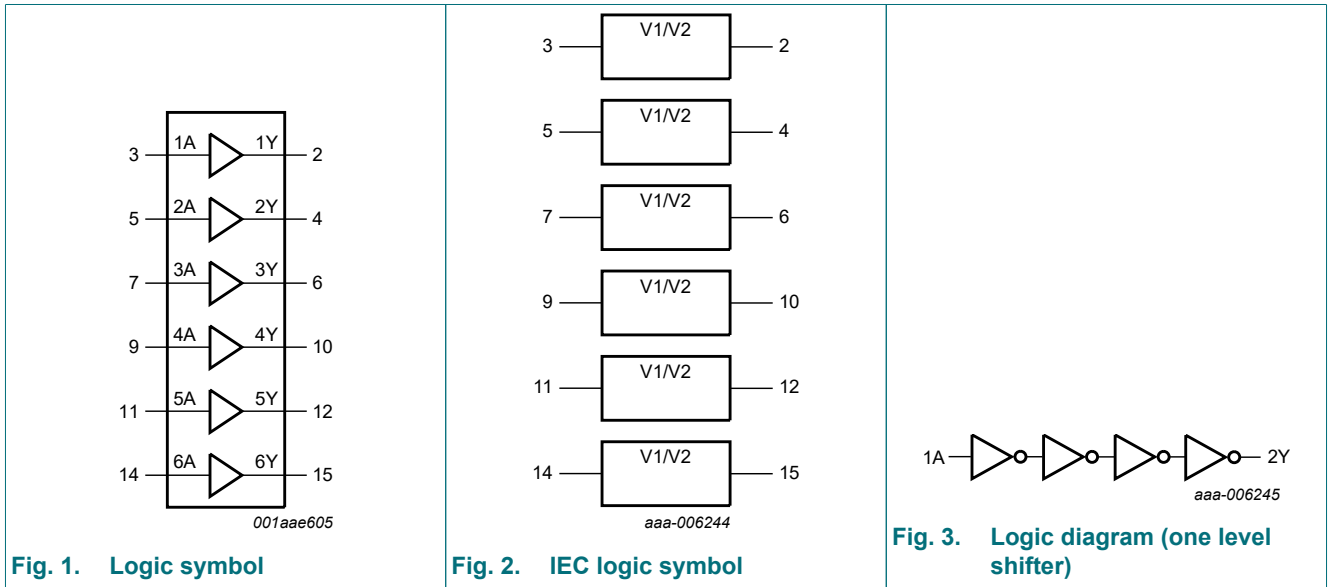 3 1A 1Y 2
5 2A 2Y 4
7 3A 3Y 6
9 4A 4Y 10
11 5A 5Y 12
14 6A 6Y 15
001aae605
Fig. 1. Logic symbol
V1/V2
3 2
V1/V2
5 4
V1/V2
7 6
V1/V2
9 10
V1/V2
11 12
V1/V2
14 15
aaa-006244
Fig. 2. IEC logic symbol
1A 2Y
aaa-006245
Fig. 3. Logic diagram (one level
shifter)